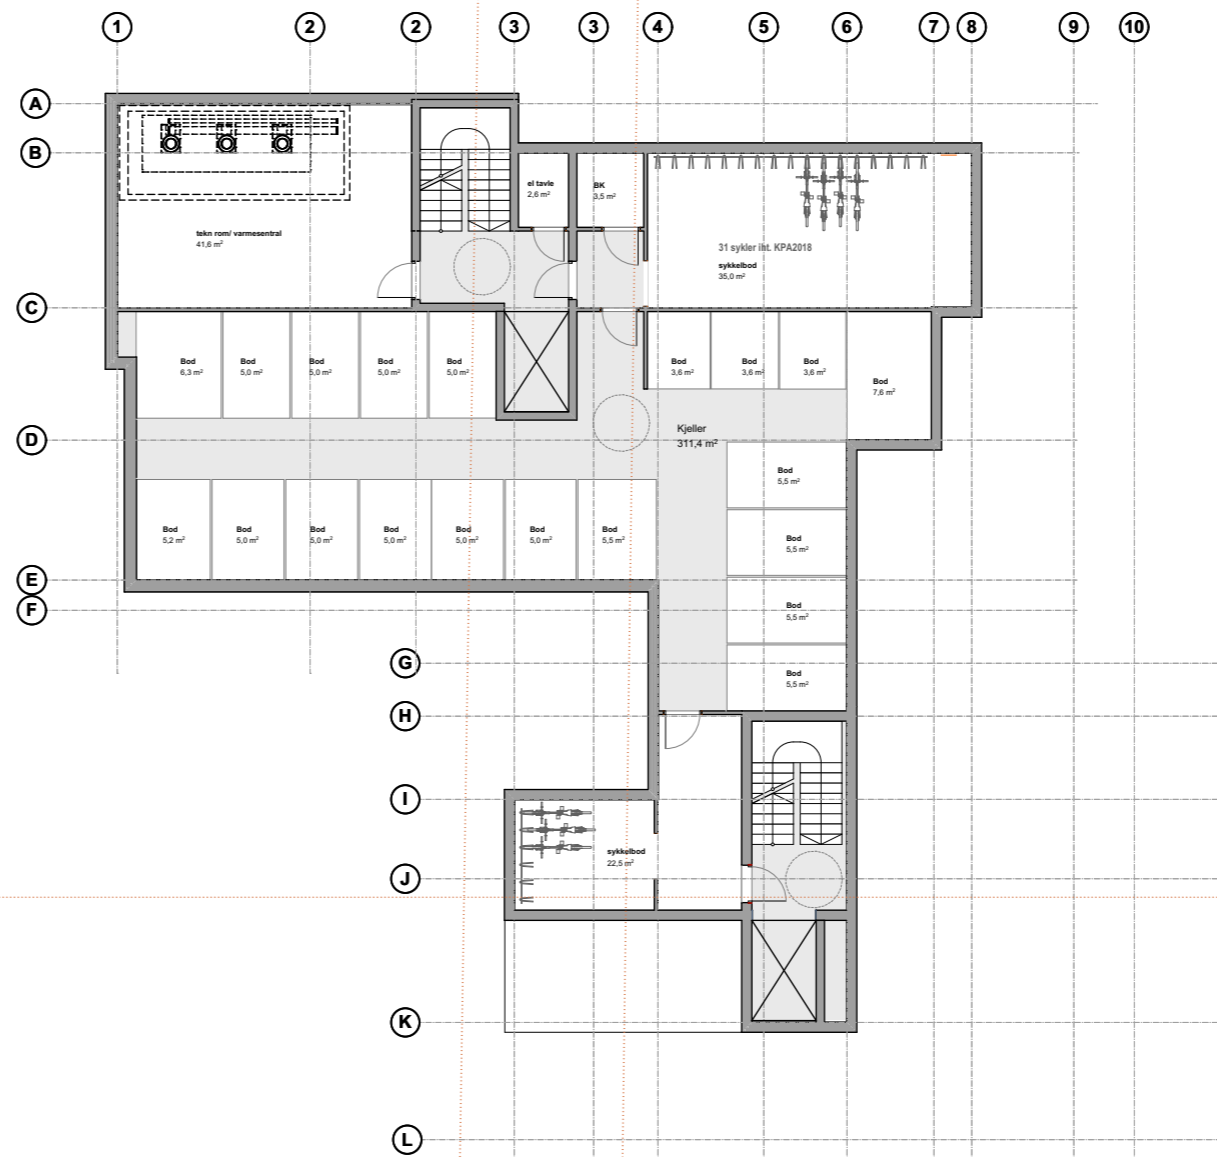 1 2 2 3 3 4 5 6 7 8 9 10
A
B
el tavle
2,6 m²
BK
3,5 m²
tekn rom/ varmesentral
41,6 m²
31 sykler iht. KPA2018
sykkelbod
35,0 m²
C
Bod
6,3 m²
Bod
5,0 m²
Bod
5,0 m²
Bod
5,0 m²
Bod
5,0 m²
Bod
3,6 m²
Bod
3,6 m²
Bod
3,6 m²
Bod
7,6 m²
Kjeller
311,4 m²
D
Bod
5,5 m²
Bod
5,2 m²
Bod
5,0 m²
Bod
5,0 m²
Bod
5,0 m²
Bod
5,0 m²
Bod
5,0 m²
Bod
5,5 m²
Bod
5,5 m²
E
F
Bod
5,5 m²
G
Bod
5,5 m²
H
I
sykkelbod
22,5 m²
J
K
L